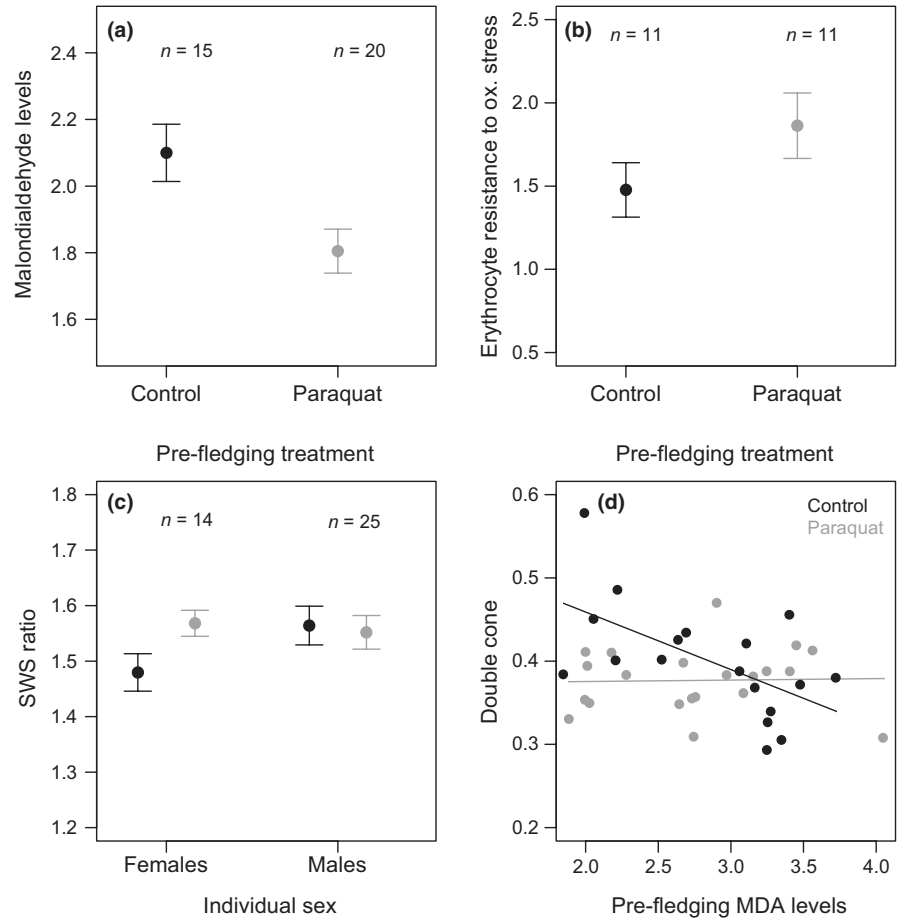 (a)
n = 15
n = 20
2.4
2.2
2.0
1.8
1.6
Malondialdehyde levels
Control
Paraquat
Pre-fledging treatment
(b)
n = 11
n = 11
2.5
2.0
1.5
1.0
0.5
Erythrocyte resistance to ox. stress
Control
Paraquat
Pre-fledging treatment
(c)
n = 14
n = 25
1.8
1.7
1.6
1.5
1.4
1.3
1.2
SWS ratio
Females
Males
Individual sex
(d)
Control
Paraquat
0.6
0.5
0.4
0.3
0.2
Double cone
2.0
2.5
3.0
3.5
4.0
Pre-fledging MDA levels